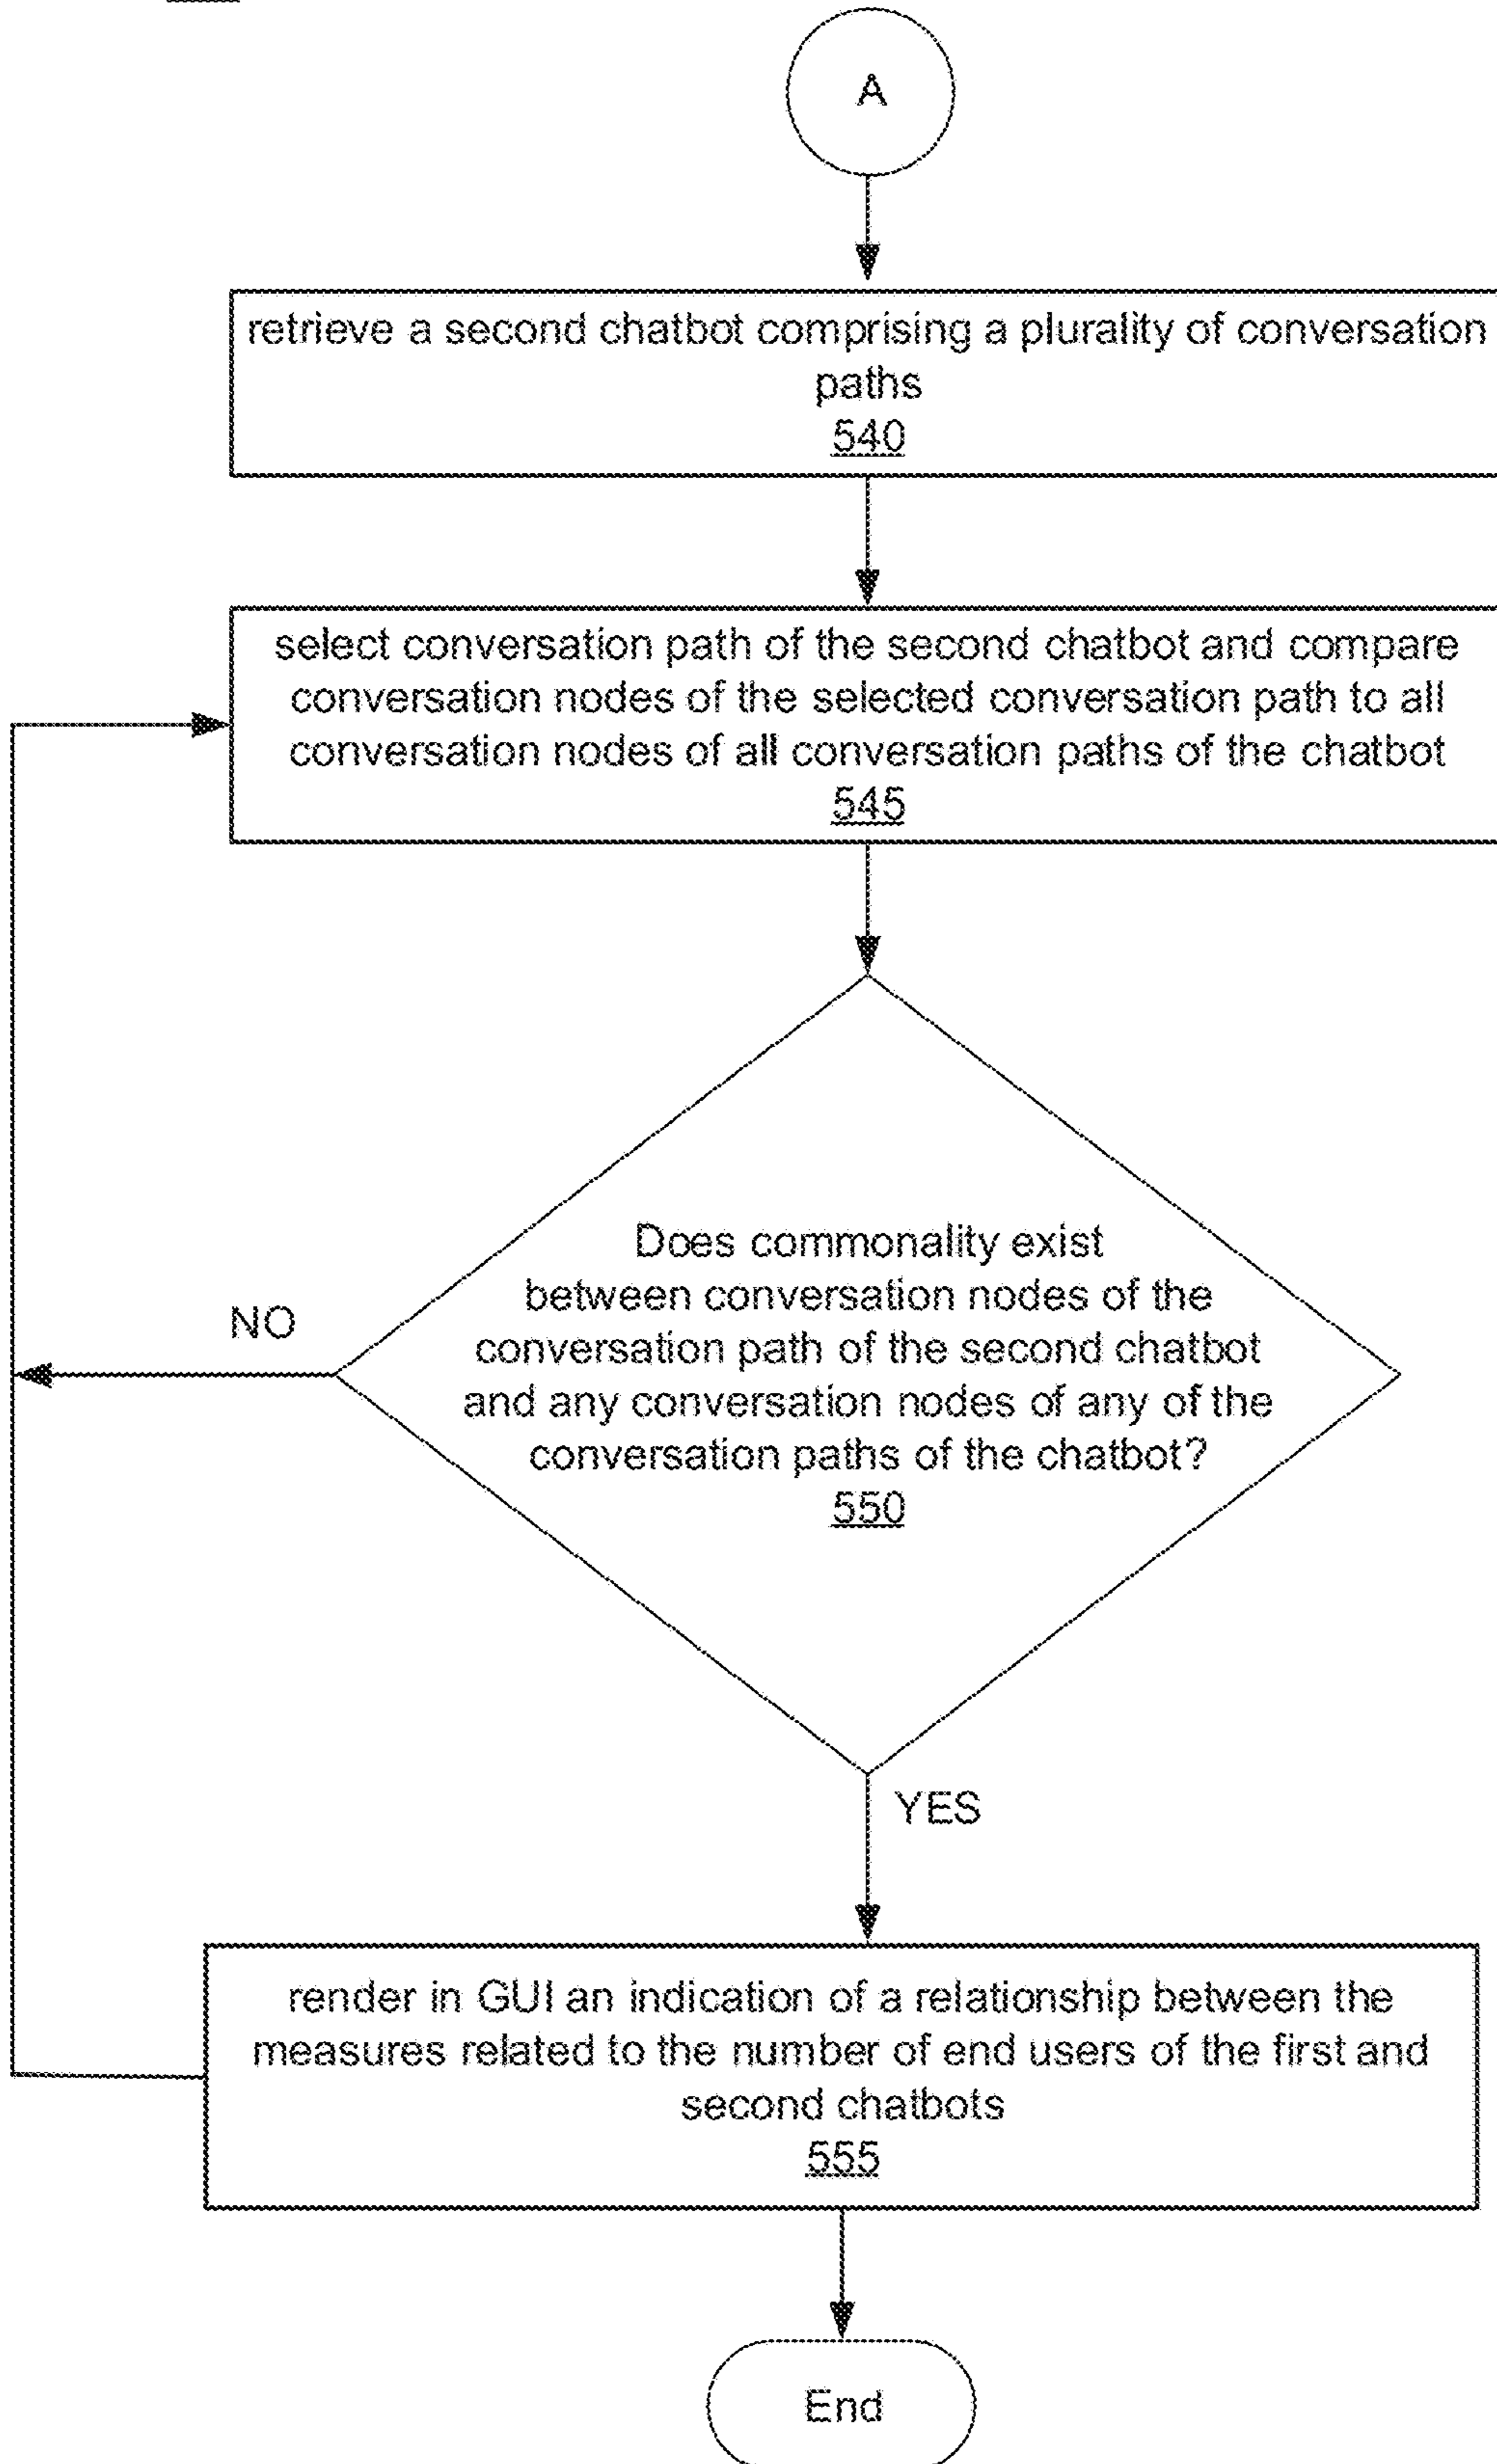 A
retrieve a second chatbot comprising a plurality of conversation
paths
540
select conversation path of the second chatbot and compare
conversation nodes of the selected conversation path to all
conversation nodes of all conversation paths of the chatbot
545
Does commonality exist
between conversation nodes of the
conversation path of the second chatbot
and any conversation nodes of any of the
conversation paths of the chatbot?
550
NO
YES
render in GUI an indication of a relationship between the
measures related to the number of end users of the first and
second chatbots
555
End